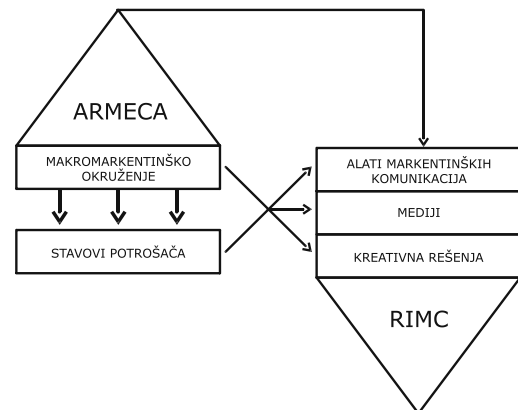 ARMECA
MAKROMARKENTINŠKO
OKRUŽENJE
STAVOVI POTROŠAČA
ALATI MARKENTINŠKIH
KOMUNIKACIJA
MEDIJI
KREATIVNA REŠENJA
RIMC